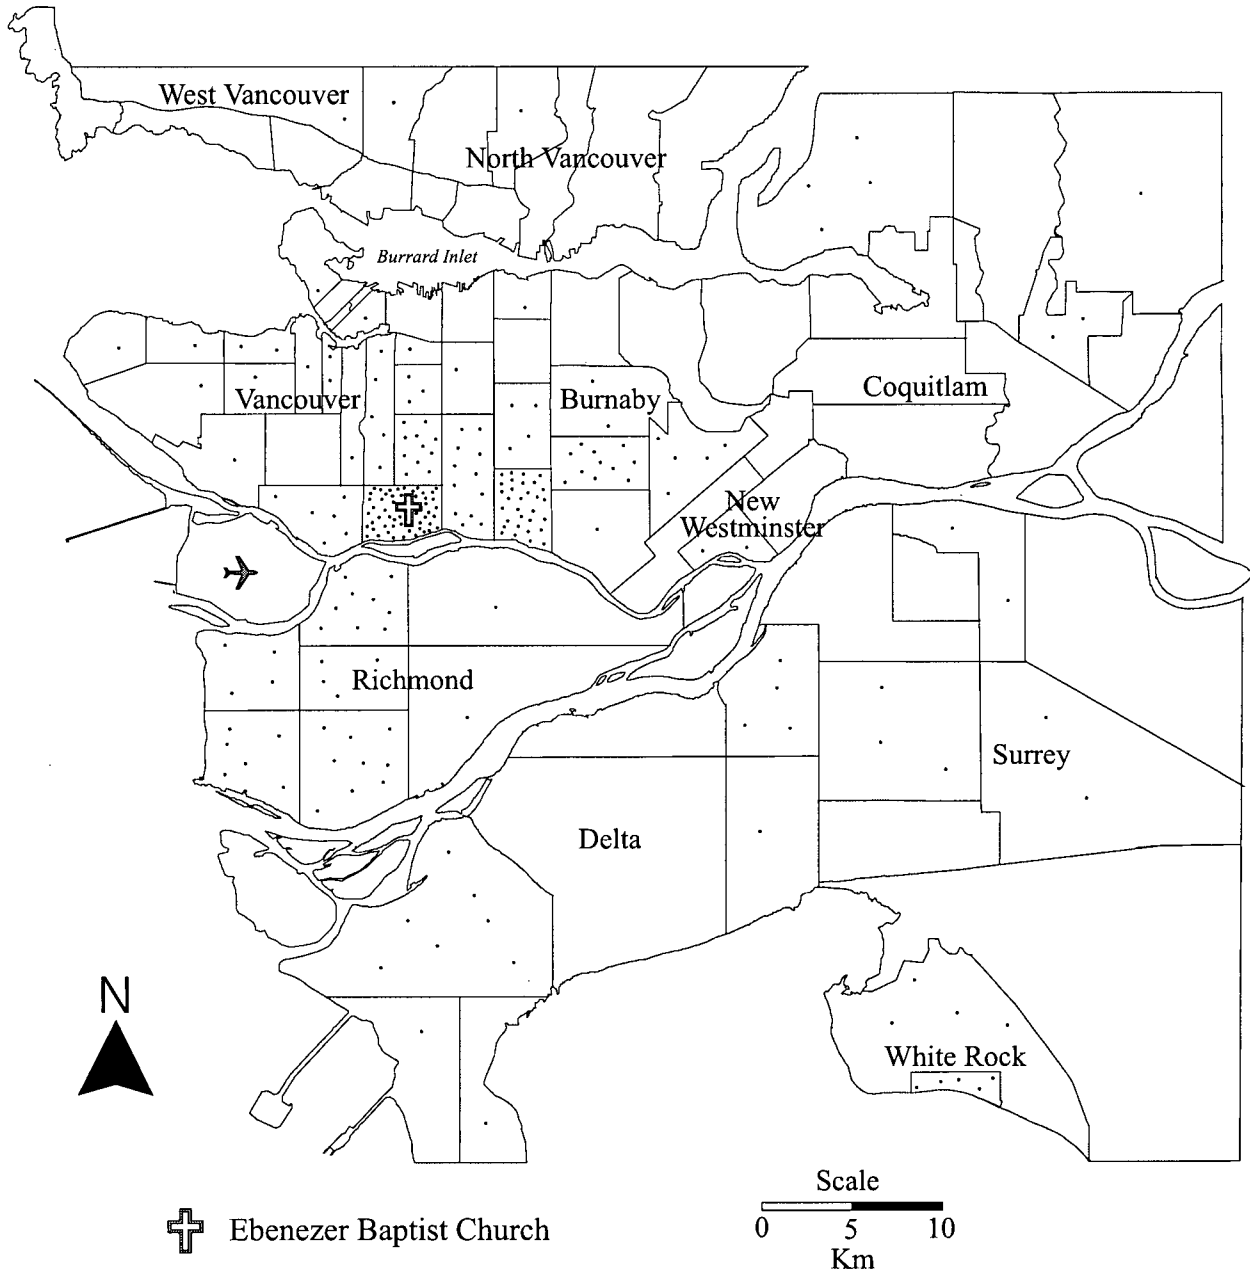 West Vancouver
North Vancouver
Burrard Inlet
Vancouver
Burnaby
Coquitlam
New
Westminster
Richmond
Surrey
Delta
N
White Rock
Scale
0 5 10
Km
Ebenezer Baptist Church